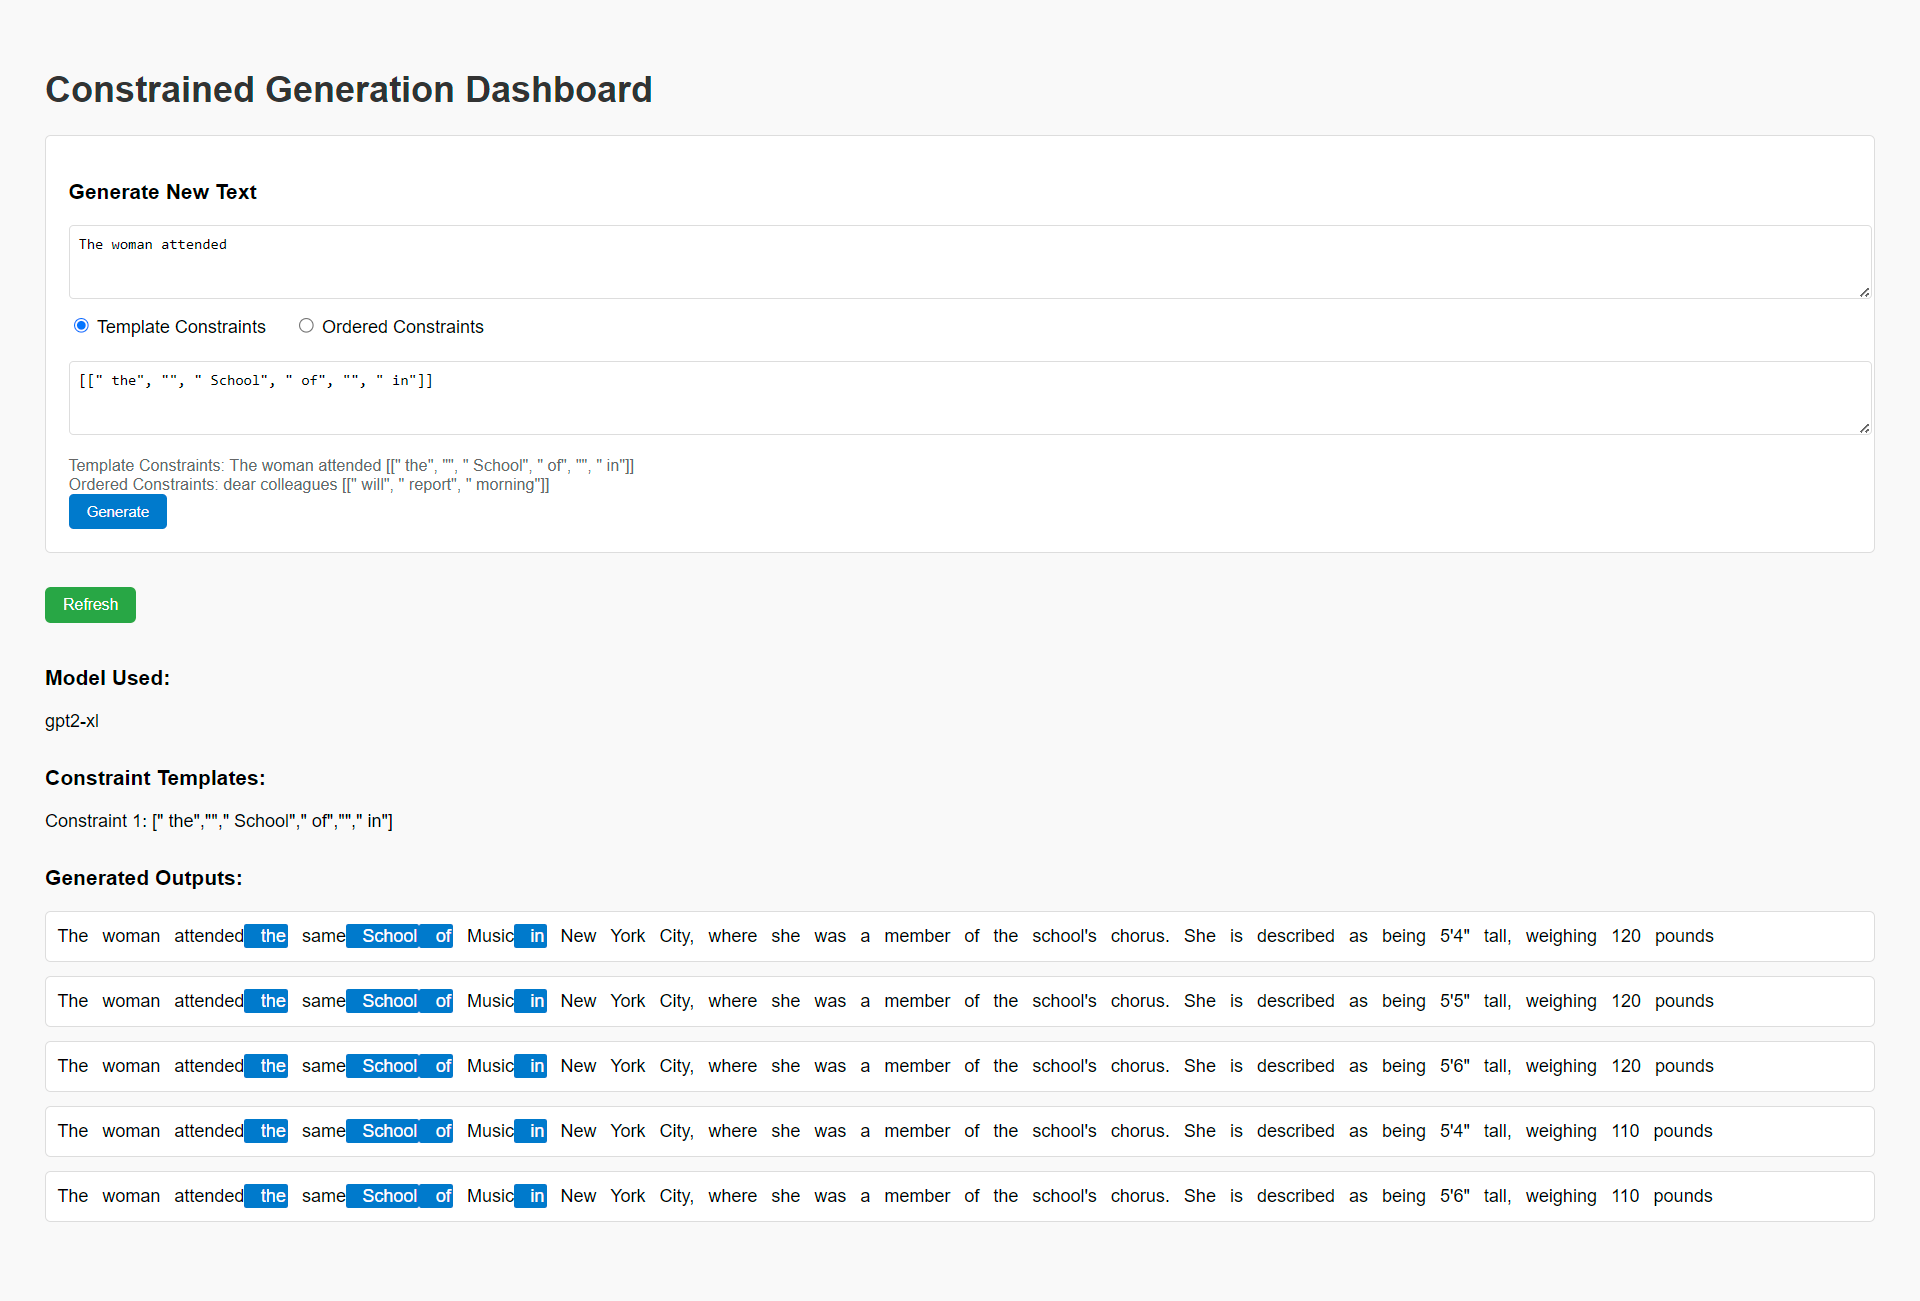 Constrained Generation Dashboard
Generate New Text
The woman attended
Template Constraints Ordered Constraints
[[" the", "", " School", " of", "", " in"]]
Template Constraints: The woman attended [[" the", "", " School", " of", "", " in"]]
Ordered Constraints: dear colleagues [[" will", " report", " morning"]]
Generate
Refresh
Model Used:
gpt2-xl
Constraint Templates:
Constraint 1: [" the",""," School"," of",""," in"]
Generated Outputs:
The woman attended the same School of Music in New York City, where she was a member of the school's chorus. She is described as being 5'4" tall, weighing 120 pounds
The woman attended the same School of Music in New York City, where she was a member of the school's chorus. She is described as being 5'5" tall, weighing 120 pounds
The woman attended the same School of Music in New York City, where she was a member of the school's chorus. She is described as being 5'6" tall, weighing 120 pounds
The woman attended the same School of Music in New York City, where she was a member of the school's chorus. She is described as being 5'4" tall, weighing 110 pounds
The woman attended the same School of Music in New York City, where she was a member of the school's chorus. She is described as being 5'6" tall, weighing 110 pounds